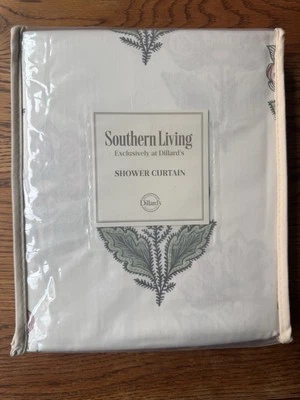 Southern Living
Exclusively at Dillard's
SHOWER CURTAIN
Dillard's